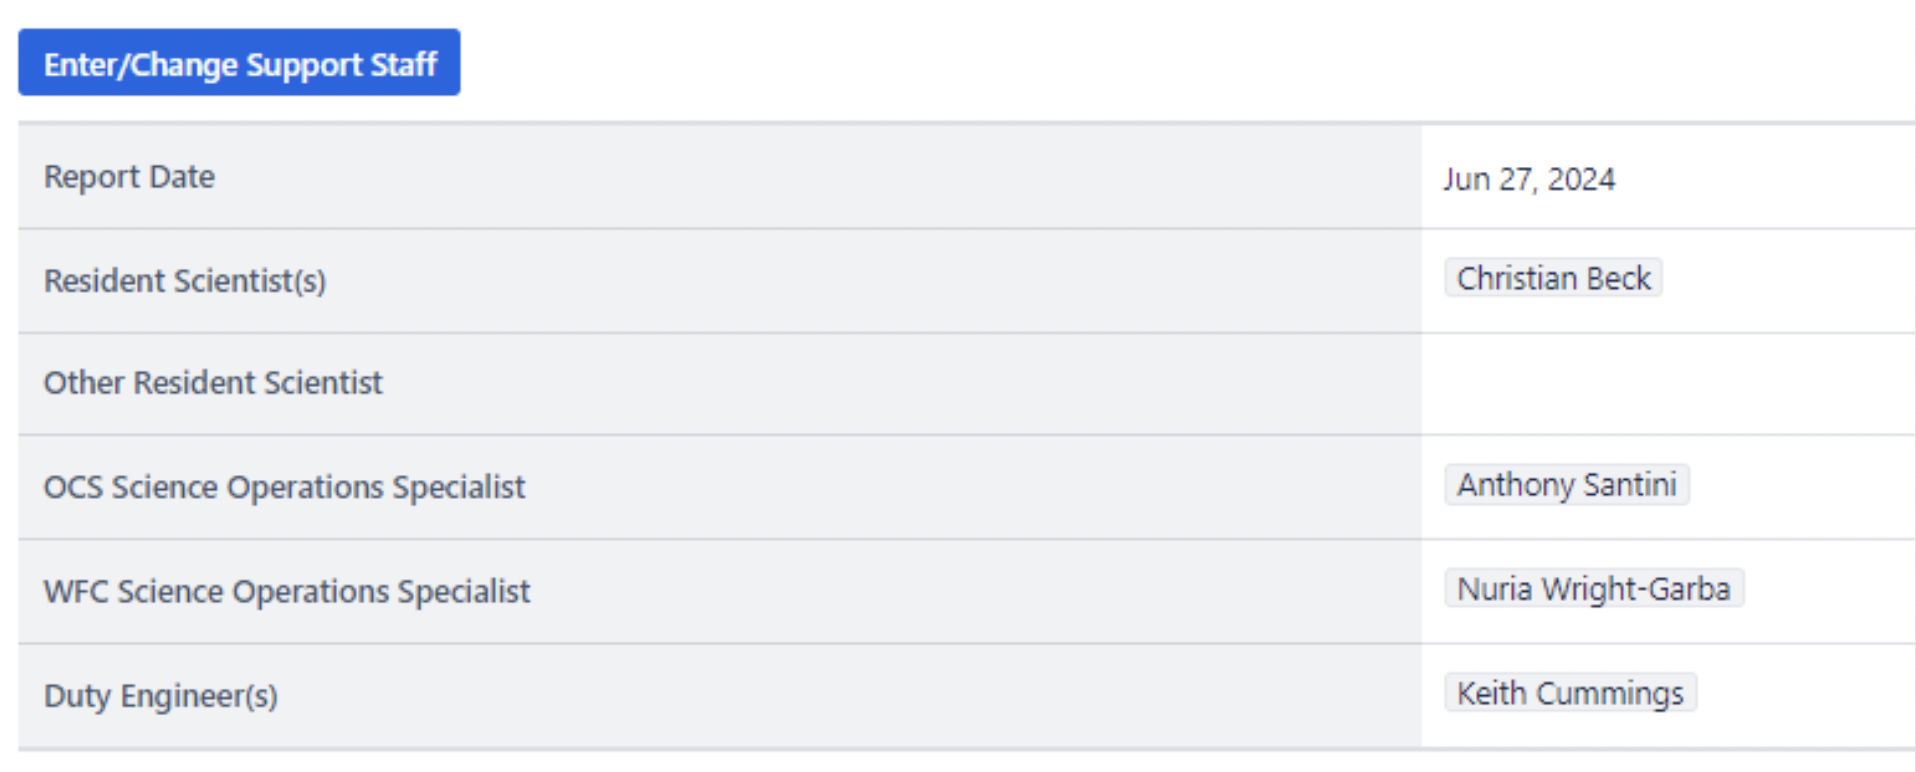 Enter/Change Support Staff
Report Date Jun 27, 2024
Resident Scientist(s) Christian Beck
Other Resident Scientist
OCS Science Operations Specialist Anthony Santini
WFC Science Operations Specialist Nuria Wright-Garba
Duty Engineer(s) Keith Cummings